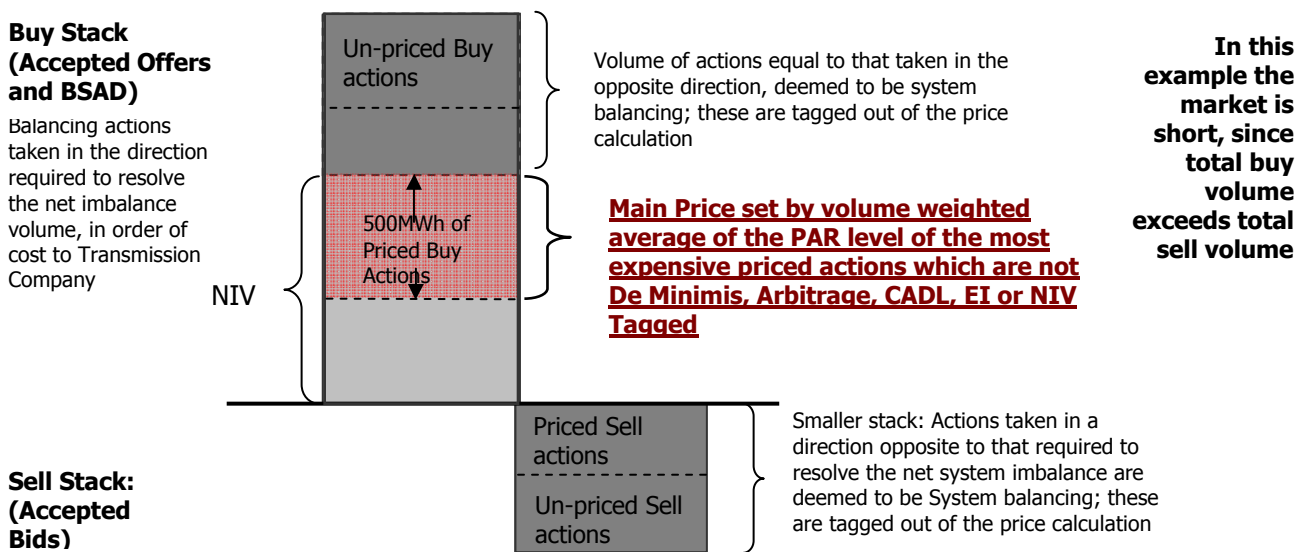 Buy Stack
(Accepted Offers
and BSAD)
Balancing actions
taken in the direction
required to resolve
the net imbalance
volume, in order of
cost to Transmission
Company
NIV
Un-priced Buy
actions
500MWh of
Priced Buy
Actions
Volume of actions equal to that taken in the
opposite direction, deemed to be system
balancing; these are tagged out of the price
calculation
Main Price set by volume weighted
average of the PAR level of the most
expensive priced actions which are not
De Minimis, Arbitrage, CADL, EI or NIV
Tagged
In this
example the
market is
short, since
total buy
volume
exceeds total
sell volume
Sell Stack:
(Accepted
Bids)
Priced Sell
actions
Un-priced Sell
actions
Smaller stack: Actions taken in a
direction opposite to that required to
resolve the net system imbalance are
deemed to be System balancing; these
are tagged out of the price calculation